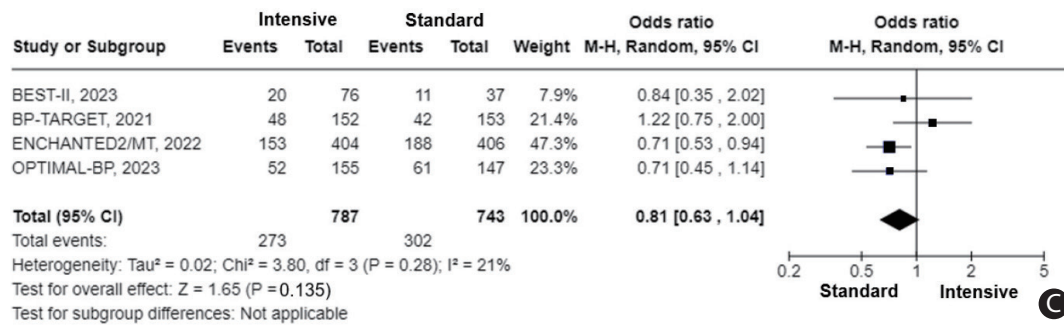 Intensive Standard Odds ratio Odds ratio
Study or Subgroup Events Total Events Total Weight M-H, Random, 95% CI M-H, Random, 95% CI
BEST-II, 2023 20 76 11 37 7.9% 0.84 [0.35 , 2.02]
BP-TARGET, 2021 48 152 42 153 21.4% 1.22 [0.75 , 2.00]
ENCHANTED2/MT, 2022 153 404 188 406 47.3% 0.71 [0.53 , 0.94]
OPTIMAL-BP, 2023 52 155 61 147 23.3% 0.71 [0.45 , 1.14]
Total (95% CI) 787 743 100.0% 0.81 [0.63 , 1.04]
Total events: 273 302
Heterogeneity: Tau² = 0.02; Chi² = 3.80, df = 3 (P = 0.28); I² = 21%
Test for overall effect: Z = 1.65 (P = 0.135)
Test for subgroup differences: Not applicable
0.2 0.5 1 2 5
Standard Intensive
C